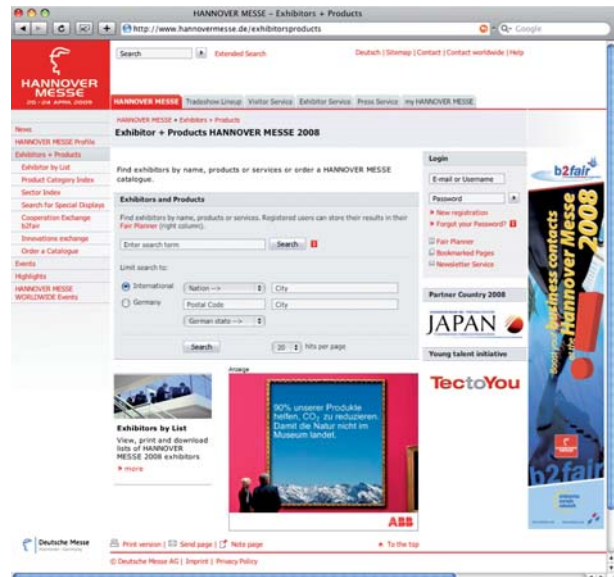 HANNOVER MESSE – Exhibitors + Products
http://www.hannovermesse.de/exhibitorsproducts
Google
HANNOVER
MESSE
20 - 24 APRIL 2009
Search
Extended Search
Deutsch | Sitemap | Contact | Contact worldwide | Help
HANNOVER MESSE
Tradeshow Lineup
Visitor Service
Exhibitor Service
Press Service
my HANNOVER MESSE
News
HANNOVER MESSE Profile
Exhibitors + Products
Exhibitor by List
Product Category Index
Sector Index
Search for Special Displays
Cooperation Exchange
b2fair
Innovations exchange
Order a Catalogue
Events
Highlights
HANNOVER MESSE
WORLDWIDE Events
HANNOVER MESSE • Exhibitors + Products
Exhibitor + Products HANNOVER MESSE 2008
Find exhibitors by name, products or services or order a HANNOVER MESSE
catalogue.
Exhibitors and Products
Find exhibitors by name, products or services. Registered users can store their results in their
Fair Planner (right column).
Enter search term
Search
Limit search to:
International
Nation -->
City
Germany
Postal Code
City
German state -->
Search
20
hits per page
Exhibitors by List
View, print and download
lists of HANNOVER
MESSE 2008 exhibitors
more
Anzeige
90% unserer Produkte
helfen, CO2 zu reduzieren.
Damit die Natur nicht im
Museum landet.
ABB
Login
E-mail or Username
Password
New registration
Forgot your Password?
Fair Planner
Bookmarked Pages
Newsletter Service
Partner Country 2008
JAPAN
Young talent initiative
TectoYou
b2fair
Boost your business contacts
at the Hannover Messe
2008
b2fair
Deutsche Messe
Print version | Send page | Note page
To the top
© Deutsche Messe AG | Imprint | Privacy Policy